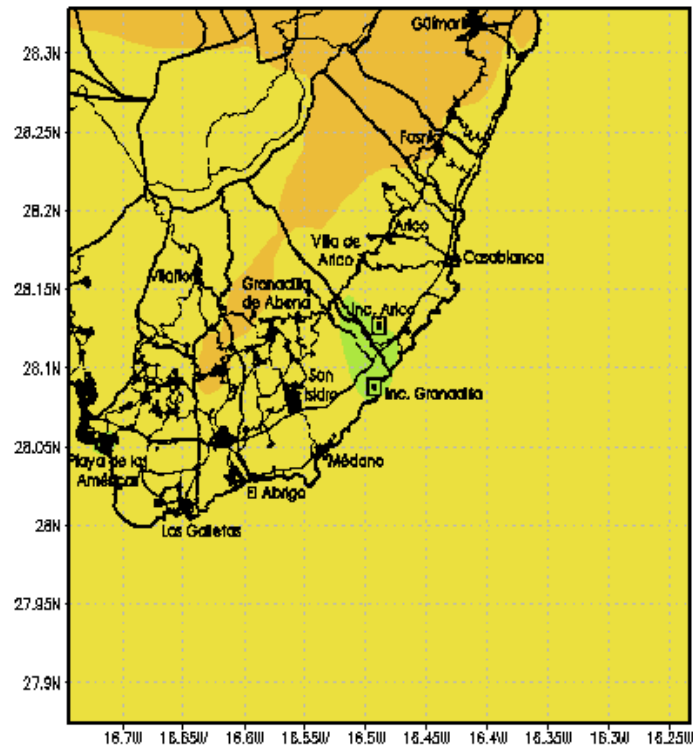 Güimar
28.3N
28.25N
Fasnia
28.2N
Arico
Villa de
Arico
Casablanca
Vilaflor
Granadilla
de Abona
28.15N
Inc. Arico
28.1N
San
Isidro
Inc. Granadilla
28.05N
Playa de las
Américas
Médano
El Abrigo
28N
Las Galletas
27.95N
27.9N
16.7W 16.65W 16.6W 16.55W 16.5W 16.45W 16.4W 16.35W 16.3W 16.25W